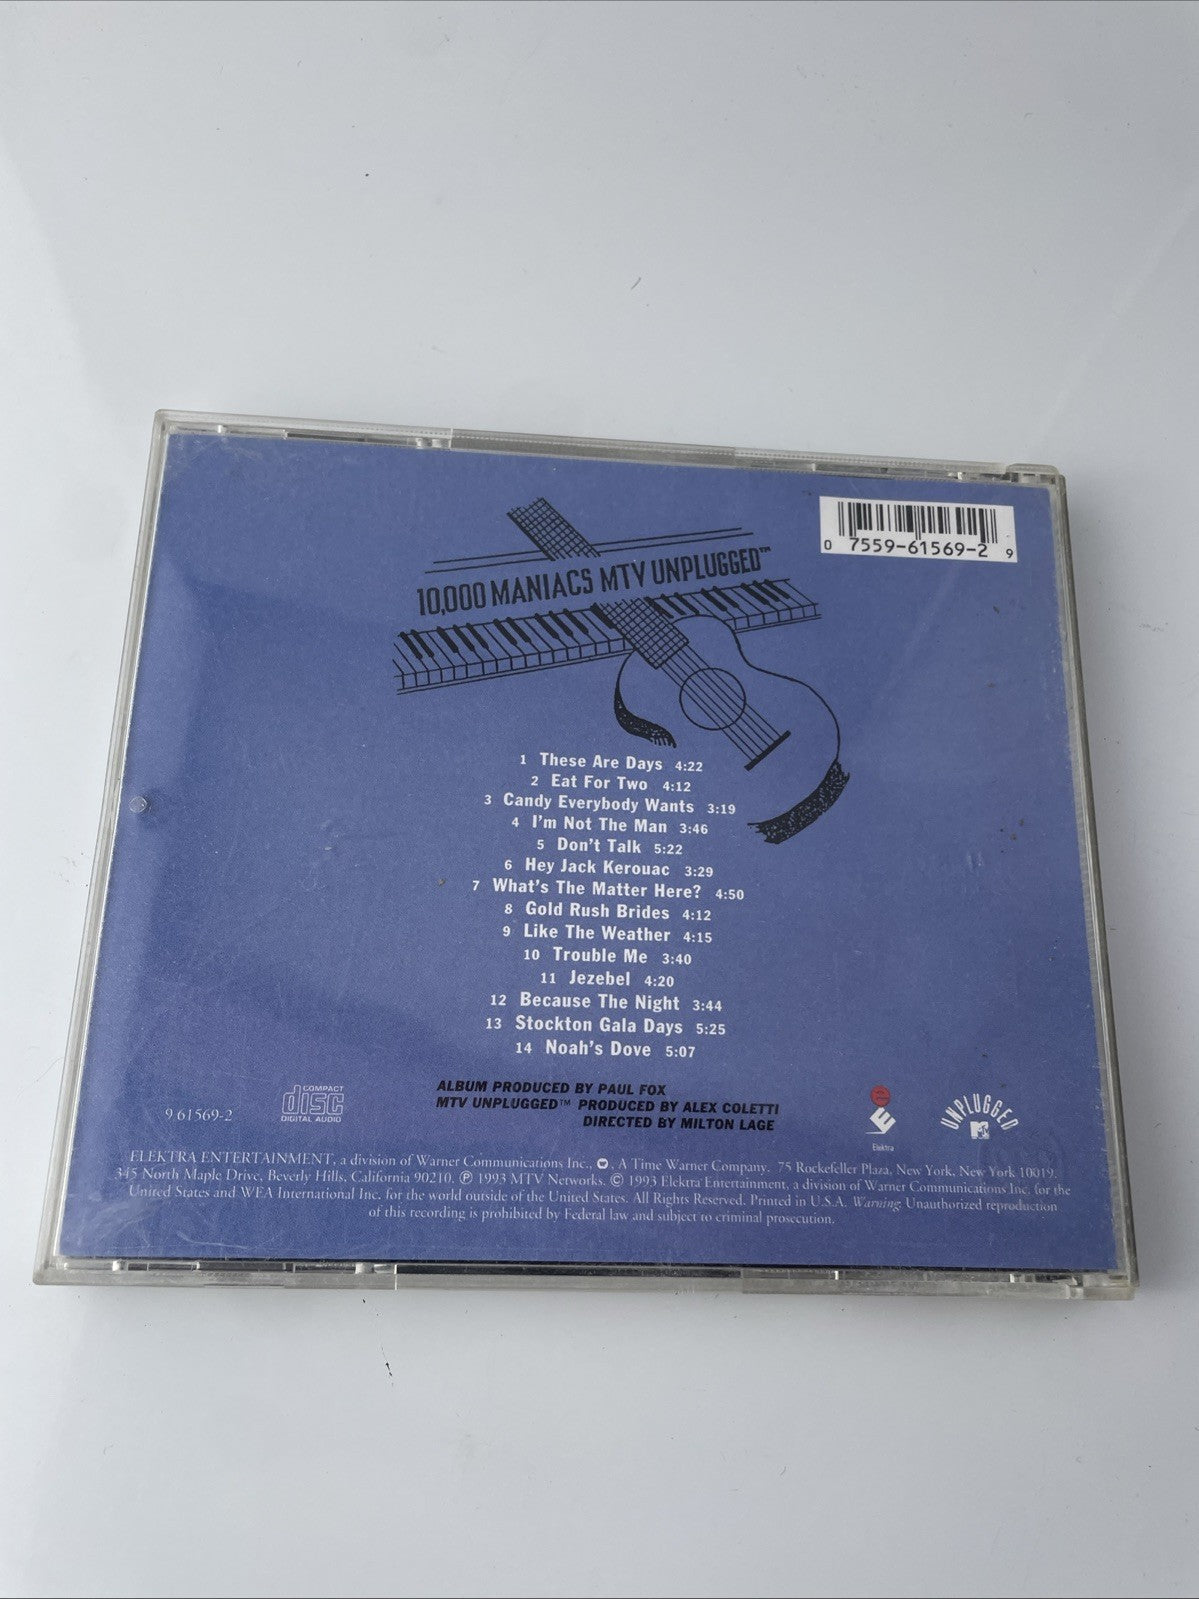 0 7559-61569-2 9
10,000 MANIACS MTV UNPLUGGED™
1 These Are Days 4:22
2 Eat For Two 4:12
3 Candy Everybody Wants 3:19
4 I'm Not The Man 3:46
5 Don't Talk 5:22
6 Hey Jack Kerouac 3:29
7 What's The Matter Here? 4:50
8 Gold Rush Brides 4:12
9 Like The Weather 4:15
10 Trouble Me 3:40
11 Jezebel 4:20
12 Because The Night 3:44
13 Stockton Gala Days 5:25
14 Noah's Dove 5:07
ALBUM PRODUCED BY PAUL FOX
MTV UNPLUGGED™ PRODUCED BY ALEX COLETTI
DIRECTED BY MILTON LAGE
9 61569-2
COMPACT
disc
DIGITAL AUDIO
Elektra
UNPLUGGED
ELEKTRA ENTERTAINMENT, a division of Warner Communications Inc., A Time Warner Company. 75 Rockefeller Plaza, New York, New York 10019.
345 North Maple Drive, Beverly Hills, California 90210. ℗ 1993 MTV Networks. © 1993 Elektra Entertainment, a division of Warner Communications Inc. for the
United States and WEA International Inc. for the world outside of the United States. All Rights Reserved. Printed in U.S.A. Warning: Unauthorized reproduction
of this recording is prohibited by Federal law and subject to criminal prosecution.